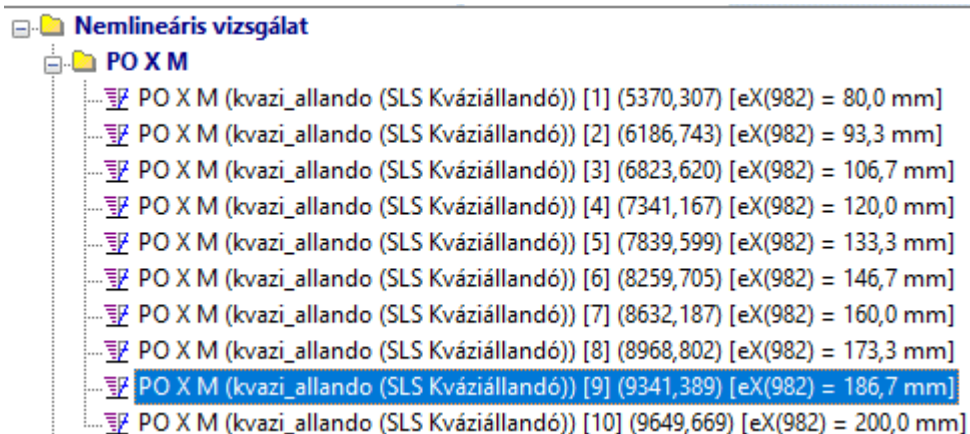 Nemlineáris vizsgálat
PO X M
PO X M (kvazi_allando (SLS Kváziállandó)) [1] (5370,307) [eX(982) = 80,0 mm]
PO X M (kvazi_allando (SLS Kváziállandó)) [2] (6186,743) [eX(982) = 93,3 mm]
PO X M (kvazi_allando (SLS Kváziállandó)) [3] (6823,620) [eX(982) = 106,7 mm]
PO X M (kvazi_allando (SLS Kváziállandó)) [4] (7341,167) [eX(982) = 120,0 mm]
PO X M (kvazi_allando (SLS Kváziállandó)) [5] (7839,599) [eX(982) = 133,3 mm]
PO X M (kvazi_allando (SLS Kváziállandó)) [6] (8259,705) [eX(982) = 146,7 mm]
PO X M (kvazi_allando (SLS Kváziállandó)) [7] (8632,187) [eX(982) = 160,0 mm]
PO X M (kvazi_allando (SLS Kváziállandó)) [8] (8968,802) [eX(982) = 173,3 mm]
PO X M (kvazi_allando (SLS Kváziállandó)) [9] (9341,389) [eX(982) = 186,7 mm]
PO X M (kvazi_allando (SLS Kváziállandó)) [10] (9649,669) [eX(982) = 200,0 mm]